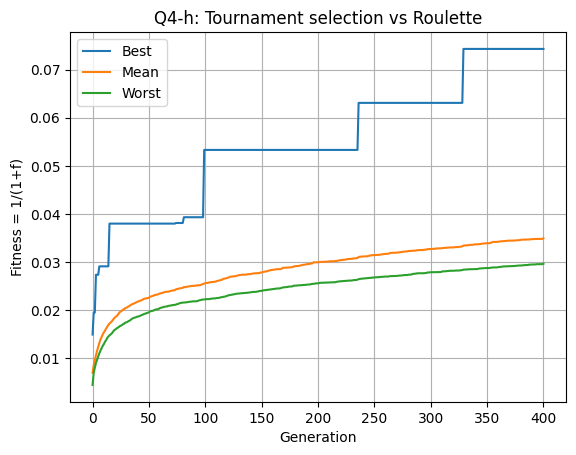 Q4-h: Tournament selection vs Roulette
Best
Mean
Worst
Fitness = 1/(1+f)
0.07
0.06
0.05
0.04
0.03
0.02
0.01
0 50 100 150 200 250 300 350 400
Generation